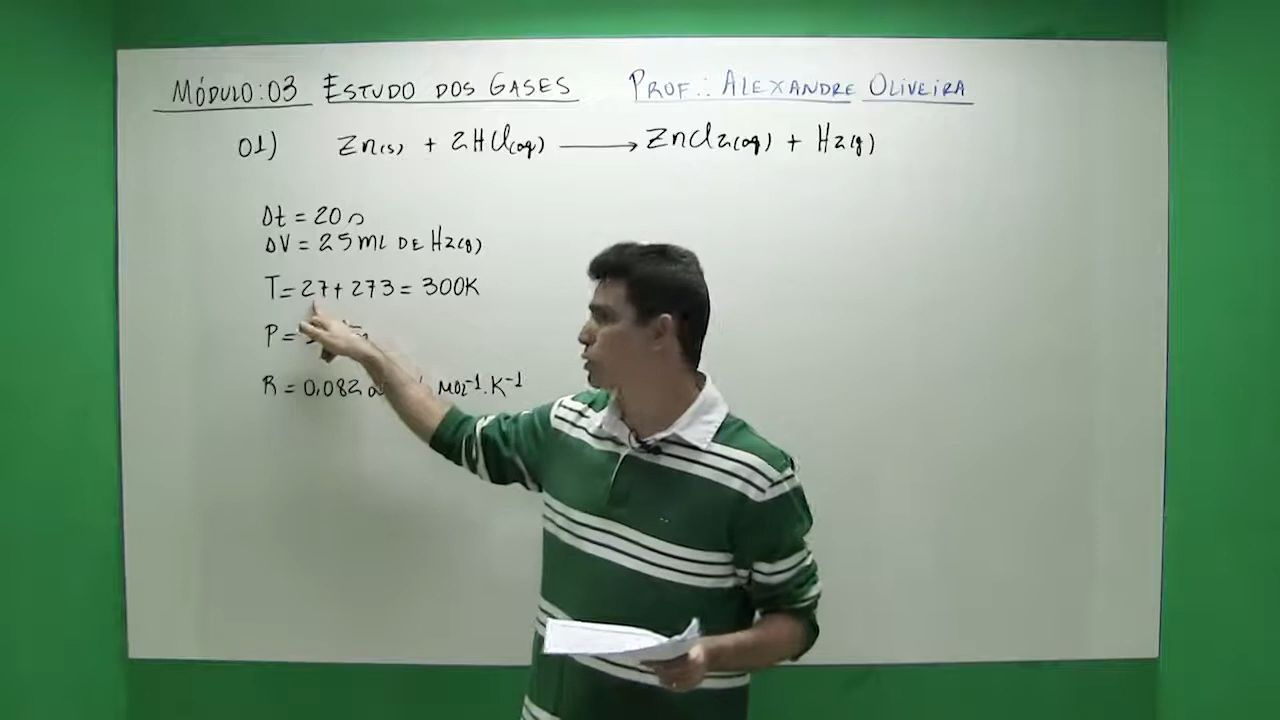 MÓDULO:03 ESTUDO DOS GASES PROF.: ALEXANDRE OLIVEIRA
01) Zn(s) + 2HCl(aq) ⟶ ZnCl2(aq) + H2(g)
Δt = 20 s
ΔV = 25 mL DE H2(g)
T = 27 + 273 = 300K
P =
R = 0,082 mol-1.K-1